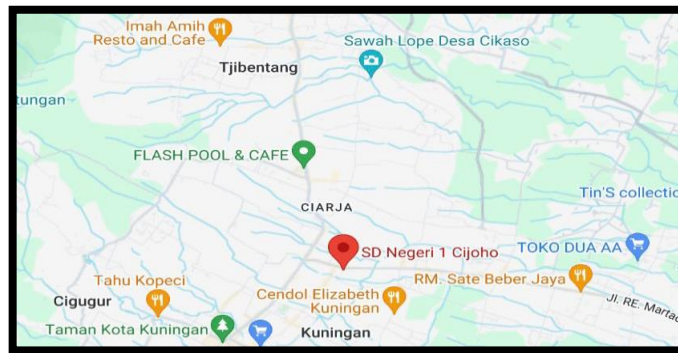 Imah Amih
Resto and Cafe
Sawah Lope Desa Cikaso
Tjibentang
tungan
FLASH POOL & CAFE
Tin'S collectio
CIARJA
SD Negeri 1 Cijoho
TOKO DUA AA
Tahu Kopeci
RM. Sate Beber Jaya
Cigugur
Cendol Elizabeth
Kuningan
Jl. RE. Martad
Taman Kota Kuningan
Kuningan